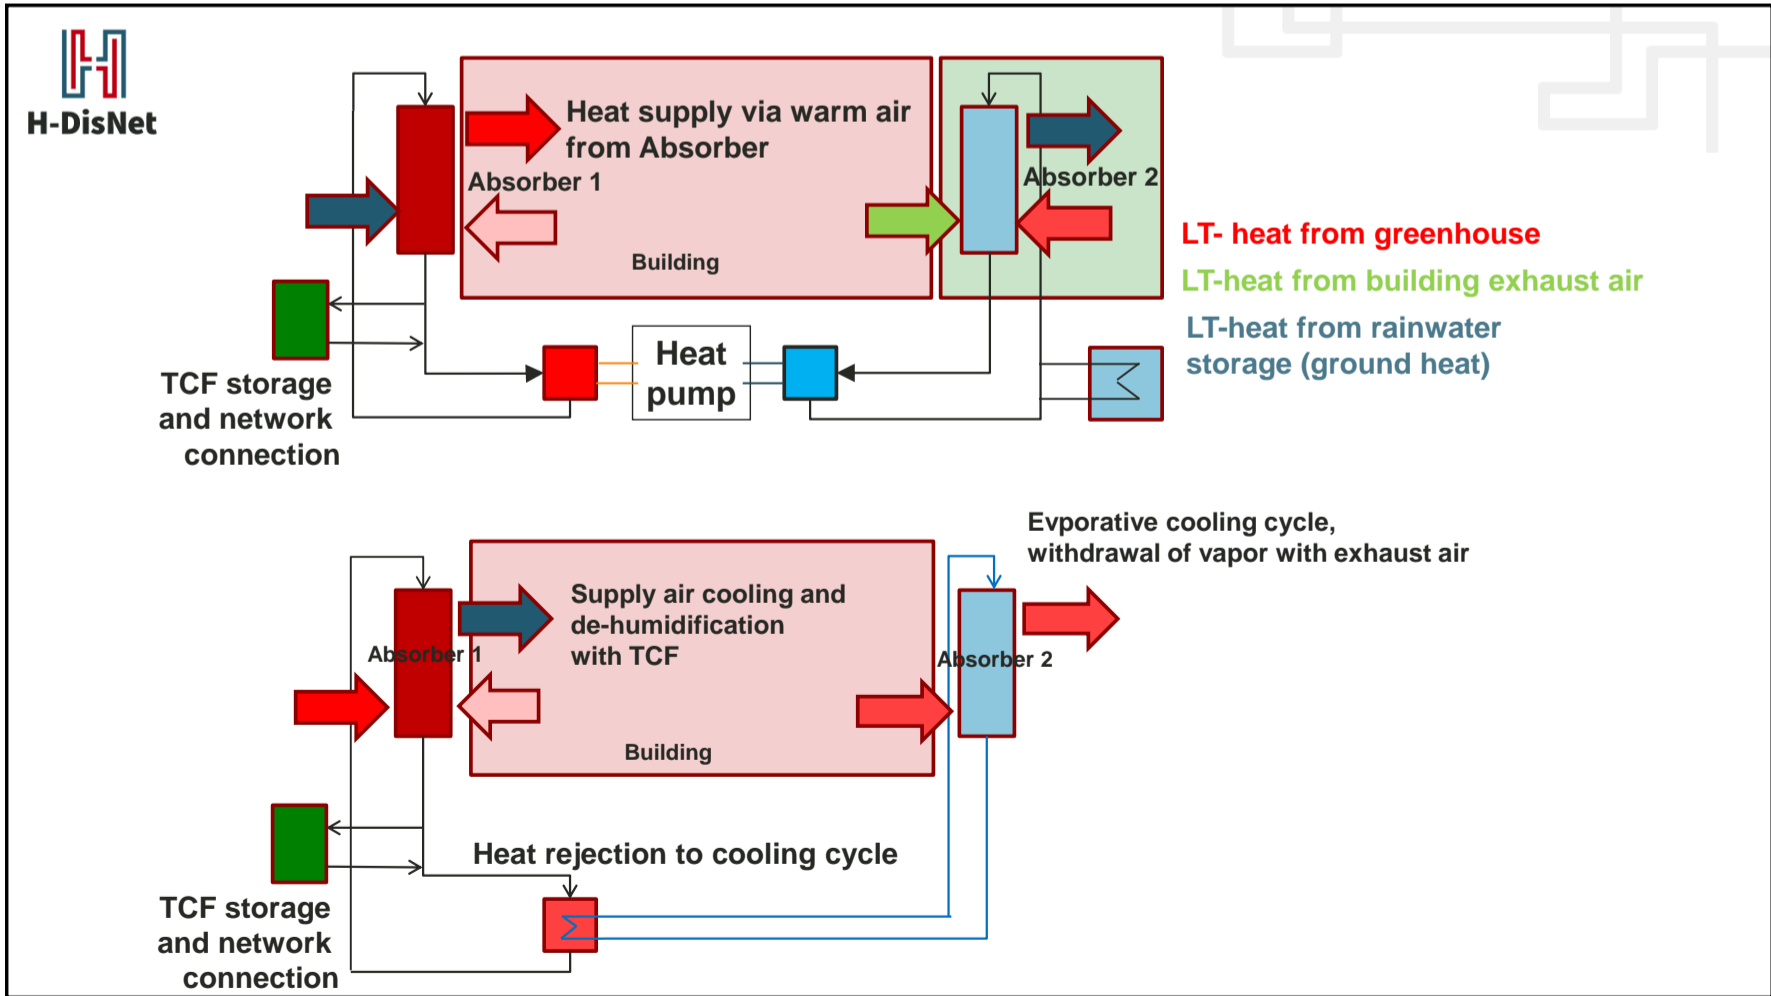 H-DisNet
Heat supply via warm air
from Absorber
Absorber 1
Absorber 2
Building
LT- heat from greenhouse
LT-heat from building exhaust air
LT-heat from rainwater
storage (ground heat)
Heat
pump
TCF storage
and network
connection
Evporative cooling cycle,
withdrawal of vapor with exhaust air
Supply air cooling and
de-humidification
with TCF
Absorber 1
Absorber 2
Building
Heat rejection to cooling cycle
TCF storage
and network
connection